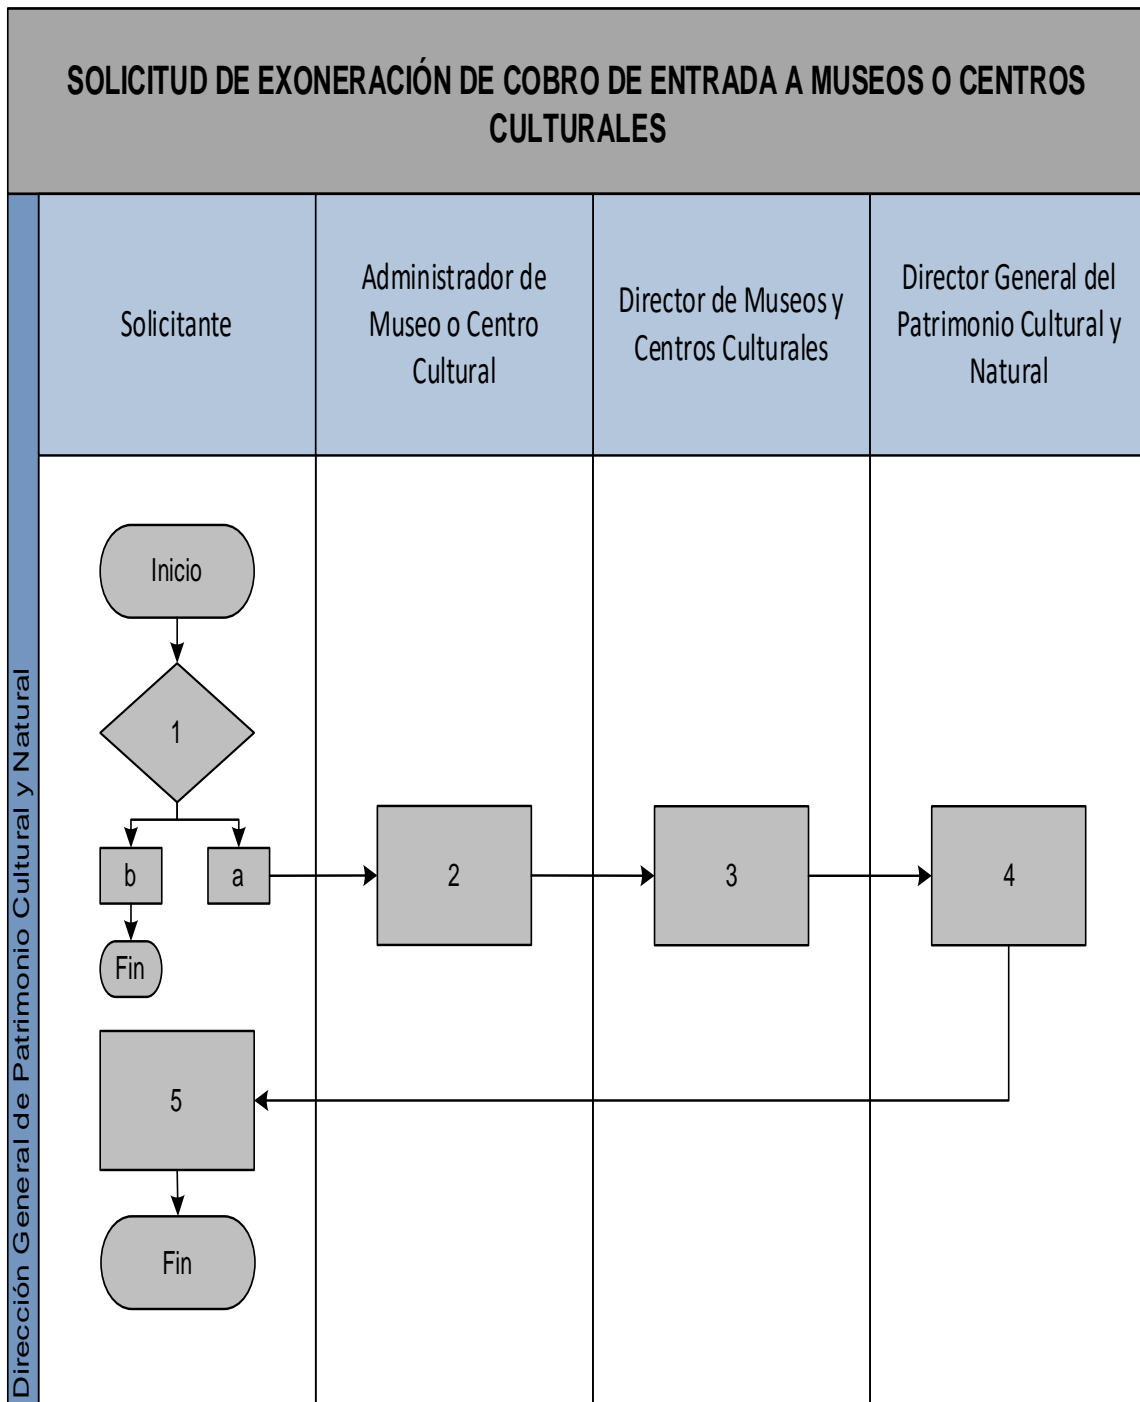 SOLICITUD DE EXONERACIÓN DE COBRO DE ENTRADA A MUSEOS O CENTROS
CULTURALES
Dirección General de Patrimonio Cultural y Natural
Solicitante
Administrador de
Museo o Centro
Cultural
Director de Museos y
Centros Culturales
Director General del
Patrimonio Cultural y
Natural
Inicio
1
b
a
2
3
4
Fin
5
Fin